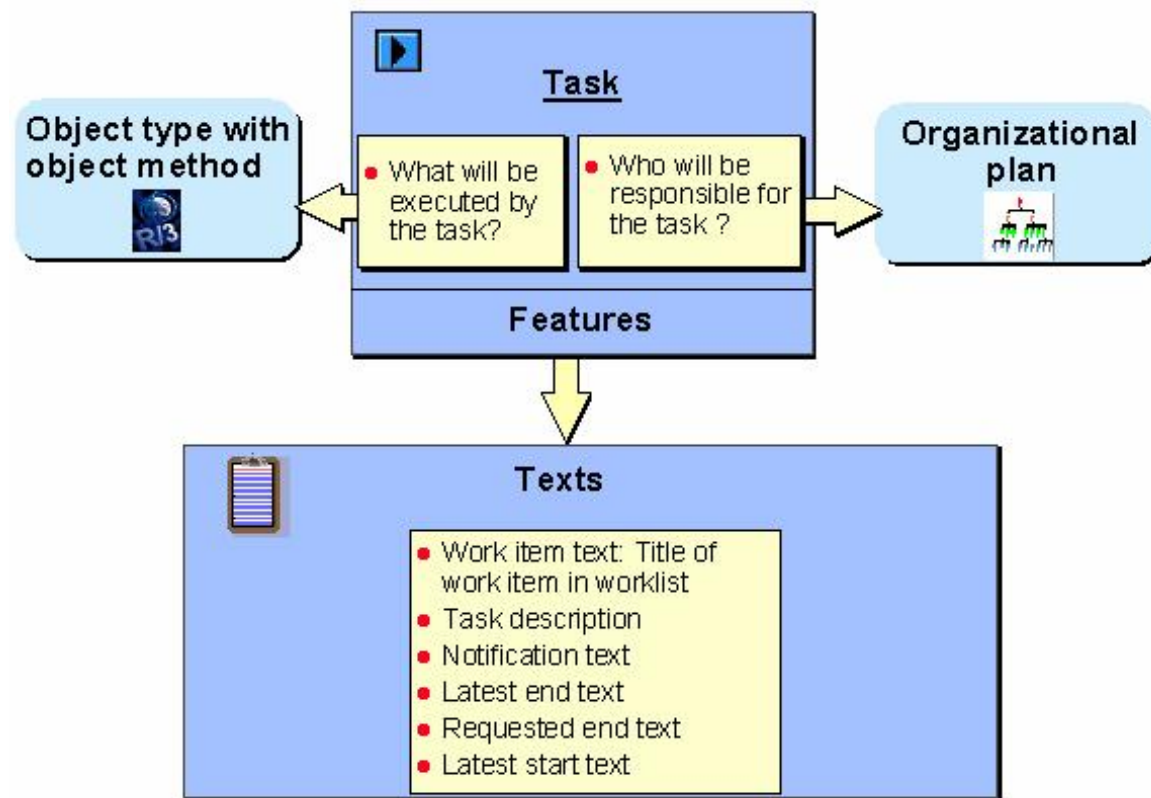 Task
Object type with
object method
R/3
• What will be
executed by
the task?
• Who will be
responsible for
the task ?
Organizational
plan
Features
Texts
• Work item text: Title of
work item in worklist
• Task description
• Notification text
• Latest end text
• Requested end text
• Latest start text